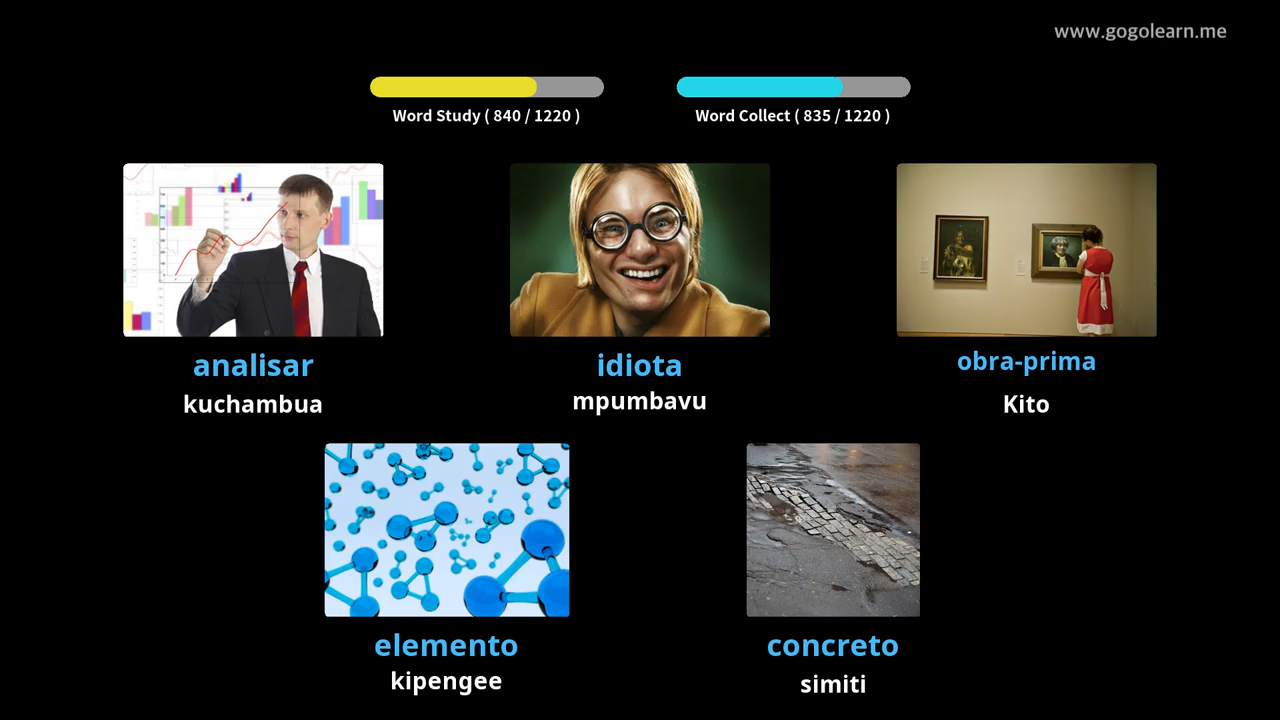 www.gogolearn.me
Word Study ( 840 / 1220 )
Word Collect ( 835 / 1220 )
analisar
kuchambua
idiota
mpumbavu
obra-prima
Kito
elemento
kipengee
concreto
simiti